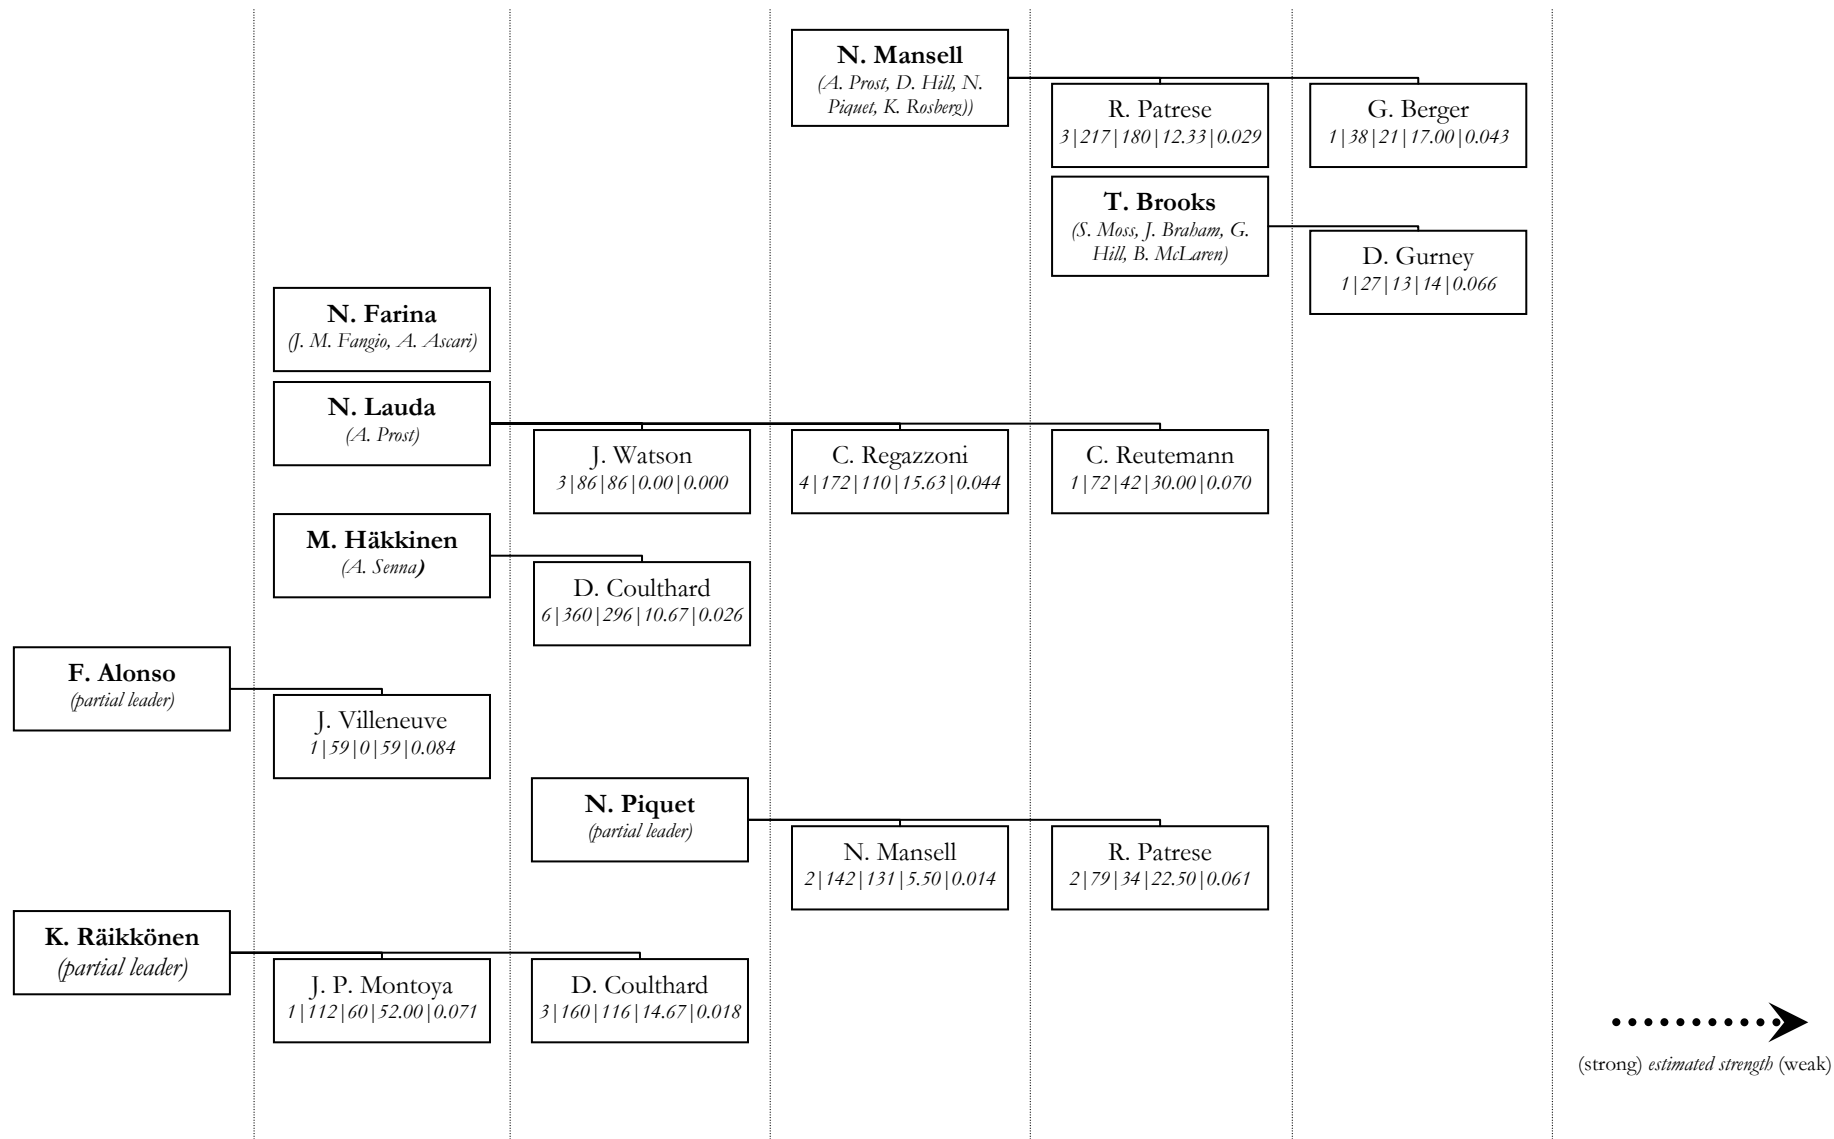 N. Mansell
(A. Prost, D. Hill, N.
Piquet, K. Rosberg))
R. Patrese
3|217|180|12.33|0.029
G. Berger
1|38|21|17.00|0.043
T. Brooks
(S. Moss, J. Braham, G.
Hill, B. McLaren)
D. Gurney
1|27|13|14|0.066
N. Farina
(J. M. Fangio, A. Ascari)
N. Lauda
(A. Prost)
J. Watson
3|86|86|0.00|0.000
C. Regazzoni
4|172|110|15.63|0.044
C. Reutemann
1|72|42|30.00|0.070
M. Häkkinen
(A. Senna)
D. Coulthard
6|360|296|10.67|0.026
F. Alonso
(partial leader)
J. Villeneuve
1|59|0|59|0.084
N. Piquet
(partial leader)
N. Mansell
2|142|131|5.50|0.014
R. Patrese
2|79|34|22.50|0.061
K. Räikkönen
(partial leader)
J. P. Montoya
1|112|60|52.00|0.071
D. Coulthard
3|160|116|14.67|0.018
(strong) estimated strength (weak)